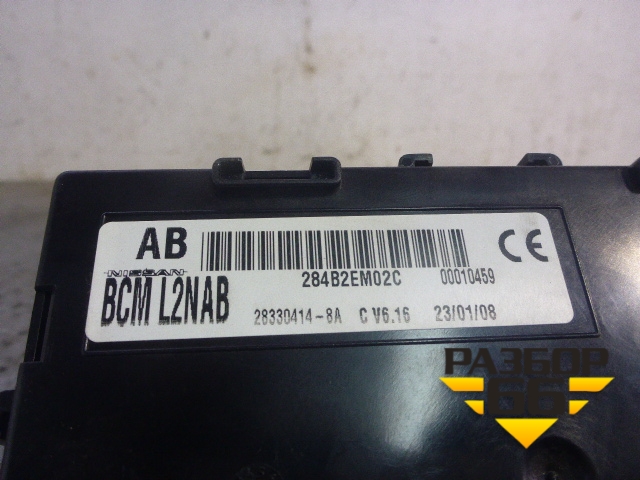 AB
284B2EM02C 00010459
NISSAN
BCM L2NAB
28330414-8A C V6.16 23/01/08
CE
РАЗБОР
66